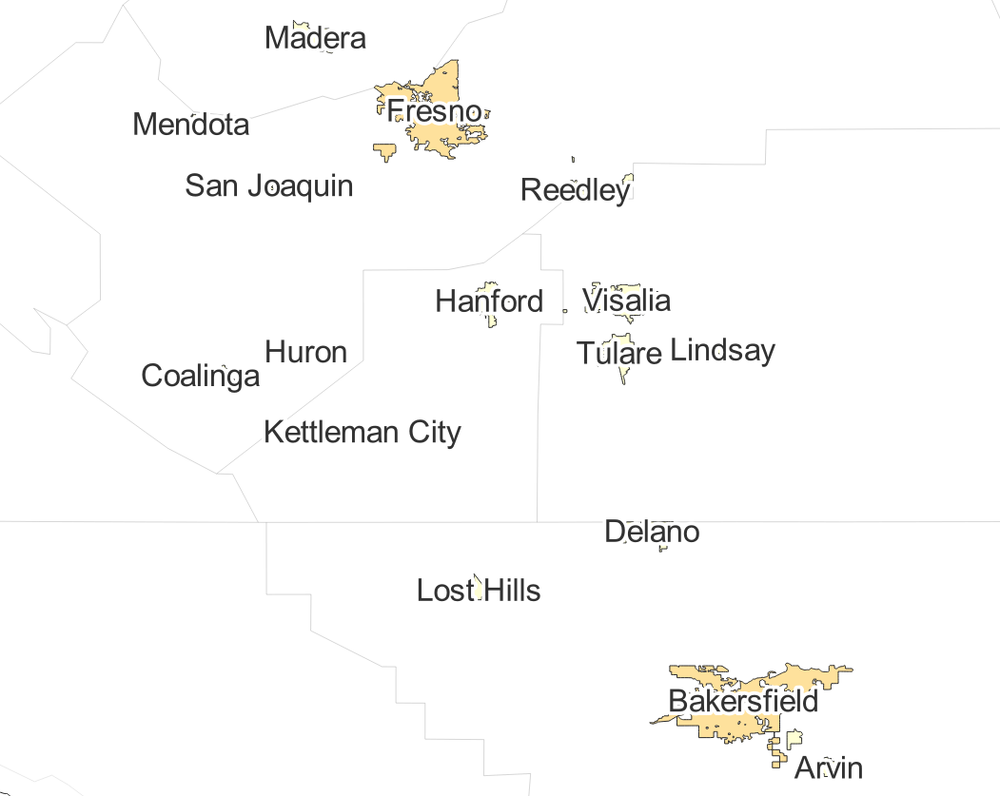 Madera
Fresno
Mendota
San Joaquin
Reedley
Hanford
Visalia
Huron
Tulare
Lindsay
Coalinga
Kettleman City
Delano
Lost Hills
Bakersfield
Arvin